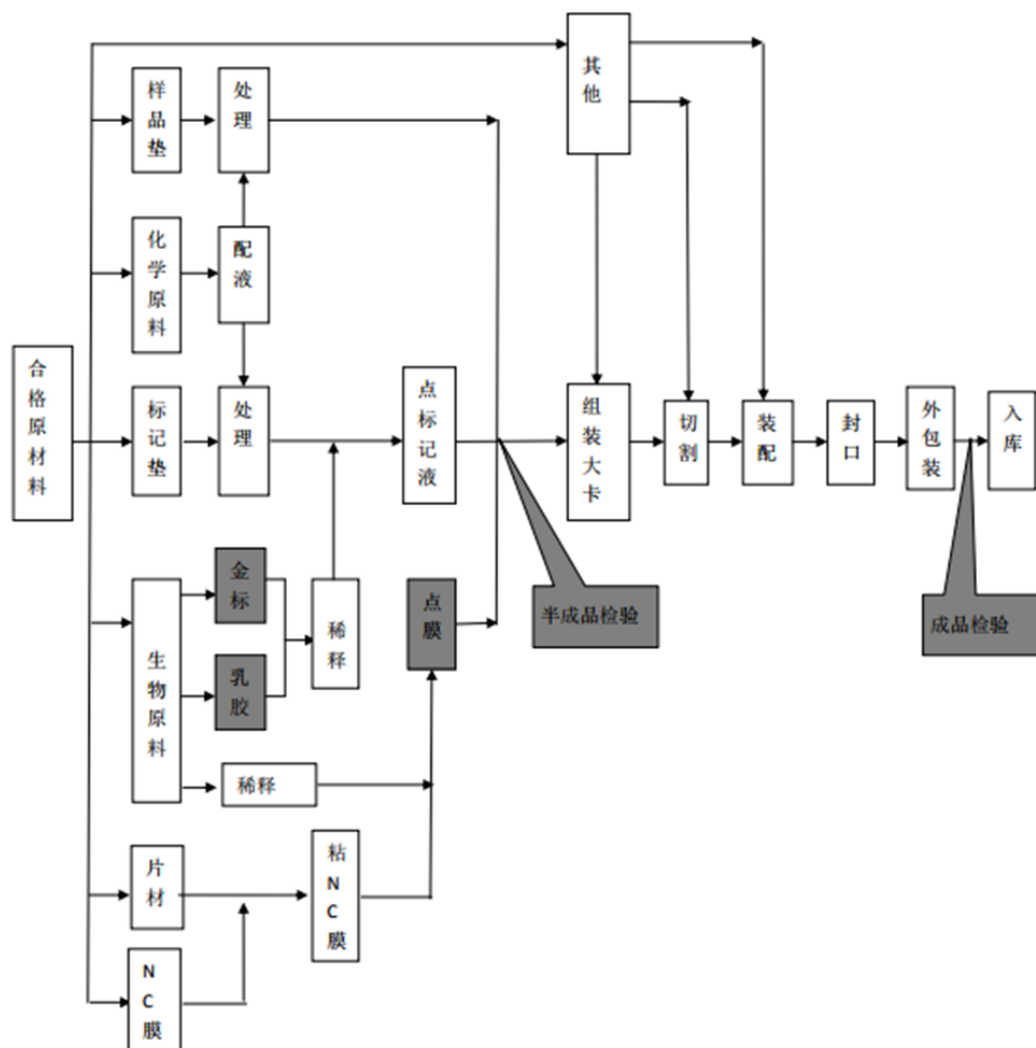 其他
样品垫
处理
化学原料
配液
合格原材料
标记垫
处理
点标记液
组装大卡
切割
装配
封口
外包装
入库
金标
乳胶
稀释
点膜
半成品检验
成品检验
生物原料
稀释
片材
粘NC膜
NC膜